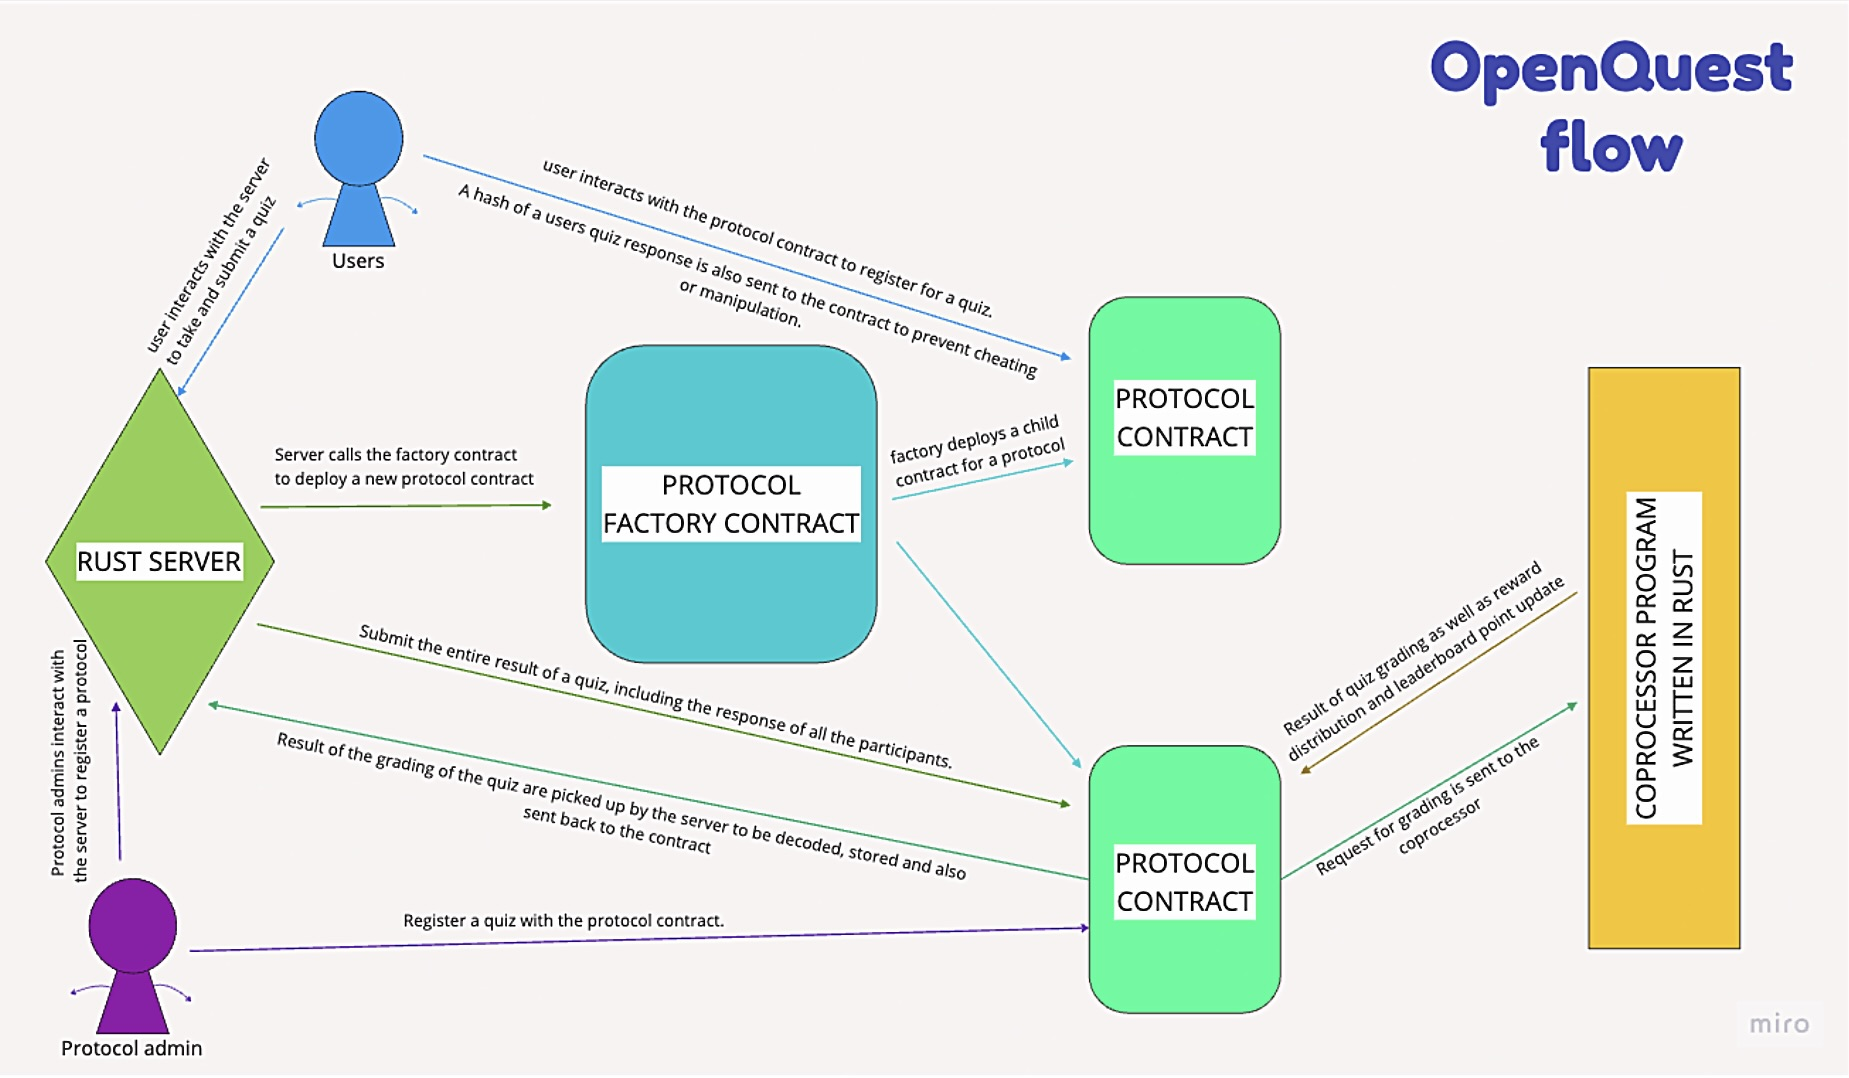 OpenQuest
flow
user interacts with the server
to take and submit a quiz
Users
user interacts with the protocol contract to register for a quiz.
A hash of a users quiz response is also sent to the contract to prevent cheating
or manipulation.
PROTOCOL
CONTRACT
Server calls the factory contract
to deploy a new protocol contract
PROTOCOL
FACTORY CONTRACT
factory deploys a child
contract for a protocol
RUST SERVER
COPROCESSOR PROGRAM
WRITTEN IN RUST
Result of quiz grading as well as reward
distribution and leaderboard point update
Submit the entire result of a quiz, including the response of all the participants.
Result of the grading of the quiz are picked up by the server to be decoded, stored and also
sent back to the contract
Request for grading is sent to the
coprocessor
Protocol admins interact with
the server to register a protocol
PROTOCOL
CONTRACT
Register a quiz with the protocol contract.
Protocol admin
miro